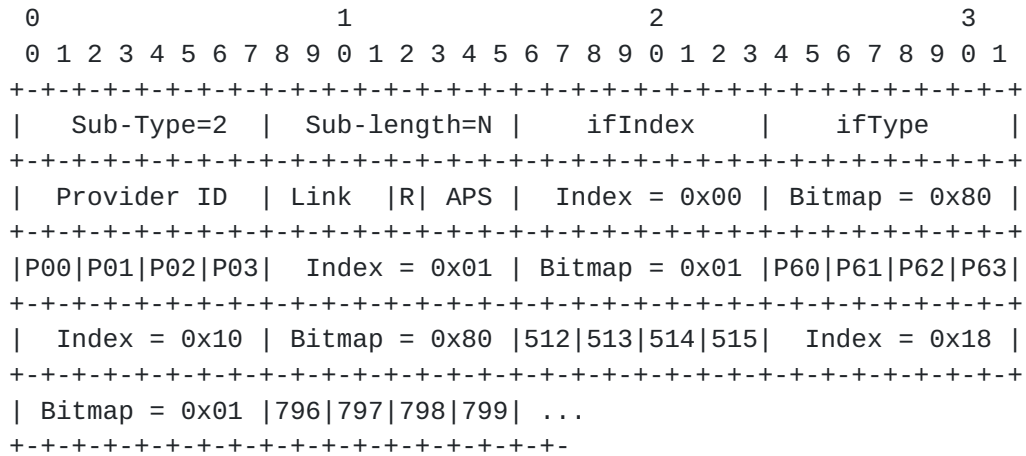 0                   1                   2                   3
 0 1 2 3 4 5 6 7 8 9 0 1 2 3 4 5 6 7 8 9 0 1 2 3 4 5 6 7 8 9 0 1
+-+-+-+-+-+-+-+-+-+-+-+-+-+-+-+-+-+-+-+-+-+-+-+-+-+-+-+-+-+-+-+-+
|   Sub-Type=2  |  Sub-length=N |    ifIndex    |    ifType     |
+-+-+-+-+-+-+-+-+-+-+-+-+-+-+-+-+-+-+-+-+-+-+-+-+-+-+-+-+-+-+-+-+
|  Provider ID  | Link  |R| APS |  Index = 0x00 | Bitmap = 0x80 |
+-+-+-+-+-+-+-+-+-+-+-+-+-+-+-+-+-+-+-+-+-+-+-+-+-+-+-+-+-+-+-+-+
|P00|P01|P02|P03|  Index = 0x01 | Bitmap = 0x01 |P60|P61|P62|P63|
+-+-+-+-+-+-+-+-+-+-+-+-+-+-+-+-+-+-+-+-+-+-+-+-+-+-+-+-+-+-+-+-+
|  Index = 0x10 | Bitmap = 0x80 |512|513|514|515|  Index = 0x18 |
+-+-+-+-+-+-+-+-+-+-+-+-+-+-+-+-+-+-+-+-+-+-+-+-+-+-+-+-+-+-+-+-+
| Bitmap = 0x01 |796|797|798|799| ...
+-+-+-+-+-+-+-+-+-+-+-+-+-+-+-+-+-+-